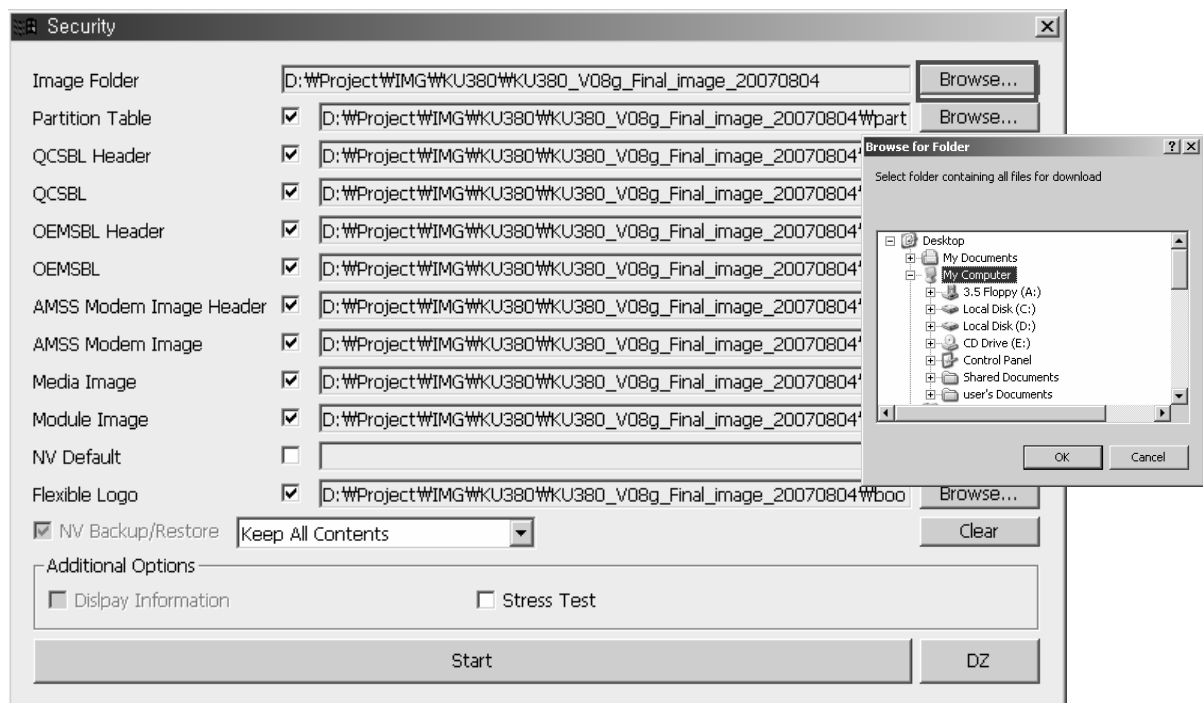 Security
Image Folder D:₩Project₩IMG₩KU380₩KU380_V08g_Final_image_20070804 Browse...
Partition Table D:₩Project₩IMG₩KU380₩KU380_V08g_Final_image_20070804₩part Browse...
QCSBL Header D:₩Project₩IMG₩KU380₩KU380_V08g_Final_image_20070804
QCSBL D:₩Project₩IMG₩KU380₩KU380_V08g_Final_image_20070804
OEMSBL Header D:₩Project₩IMG₩KU380₩KU380_V08g_Final_image_20070804
OEMSBL D:₩Project₩IMG₩KU380₩KU380_V08g_Final_image_20070804
AMSS Modem Image Header D:₩Project₩IMG₩KU380₩KU380_V08g_Final_image_20070804
AMSS Modem Image D:₩Project₩IMG₩KU380₩KU380_V08g_Final_image_20070804
Media Image D:₩Project₩IMG₩KU380₩KU380_V08g_Final_image_20070804
Module Image D:₩Project₩IMG₩KU380₩KU380_V08g_Final_image_20070804
NV Default
Flexible Logo D:₩Project₩IMG₩KU380₩KU380_V08g_Final_image_20070804₩boo Browse...
NV Backup/Restore Keep All Contents Clear
Additional Options
Dislpay Information Stress Test
Start DZ
Browse for Folder
Select folder containing all files for download
Desktop
My Documents
My Computer
3.5 Floppy (A:)
Local Disk (C:)
Local Disk (D:)
CD Drive (E:)
Control Panel
Shared Documents
user's Documents
OK Cancel